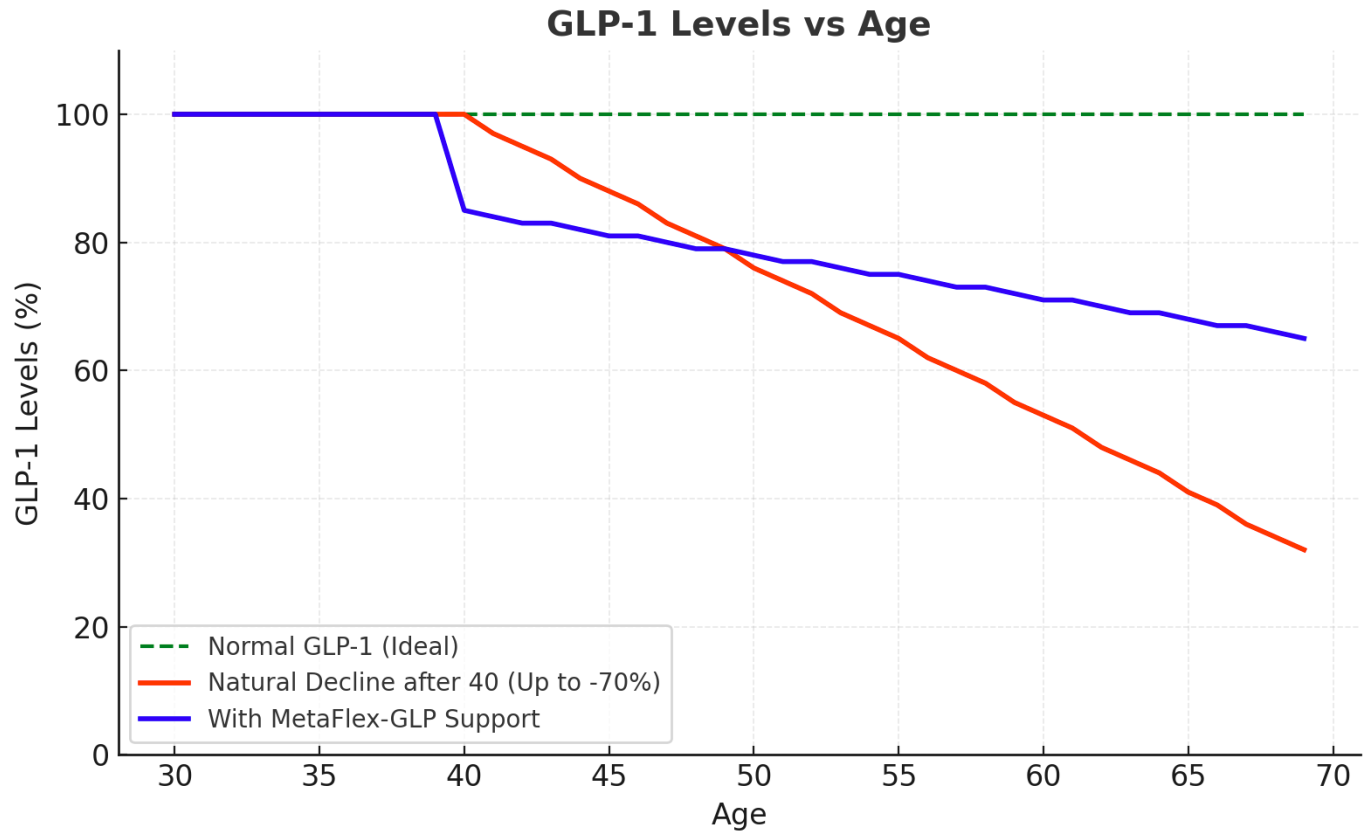 GLP-1 Levels vs Age
GLP-1 Levels (%)
100
80
60
40
20
0
Normal GLP-1 (Ideal)
Natural Decline after 40 (Up to -70%)
With MetaFlex-GLP Support
30 35 40 45 50 55 60 65 70
Age